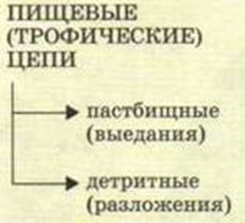 ПИЩЕВЫЕ
(ТРОФИЧЕСКИЕ)
ЦЕПИ
пастбищные
(выедания)
детритные
(разложения)